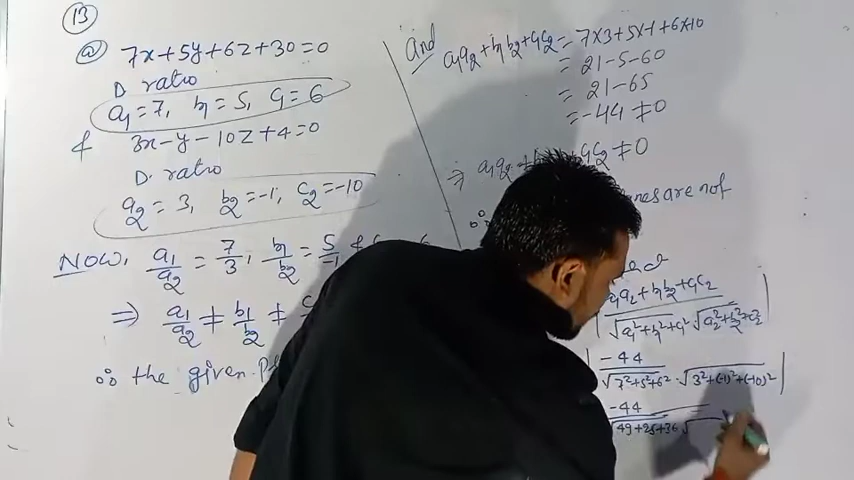 (13)
(a) 7x+5y+6z+30=0
D ratio
a₁=7, b₁=5, c₁=6
& 3x-y-10z+4=0
D. ratio
a₂=3, b₂=-1, c₂=-10
NOW, a₁/a₂ = 7/3, b₁/b₂ = 5/-1
⇒ a₁/a₂ ≠ b₁/b₂ ≠
∴ the given
And a₁a₂+b₁b₂+c₁c₂ = 7×3+5×-1+6×-10
= 21-5-60
= 21-65
= -44 ≠0
⇒ a₁a₂+ c₁c₂ ≠0
are not
a₁a₂+b₁b₂+c₁c₂ / √a₁²+b₁²+c₁² √a₂²+b₂²+c₂²
-44 / √7²+5²+6² . √3²+(-1)²+(-10)²
-44 / √49+25+36 √